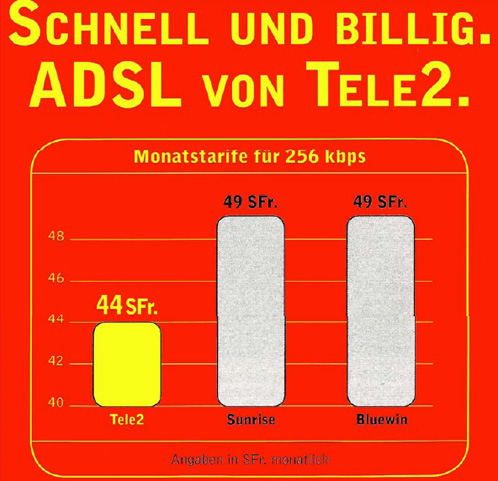 SCHNELL UND BILLIG.
ADSL VON TELE2.
Monatstarife für 256 kbps
49 SFr. 49 SFr.
48
46
44 SFr.
44
42
40
Tele2 Sunrise Bluewin
Angaben in SFr. monatlich